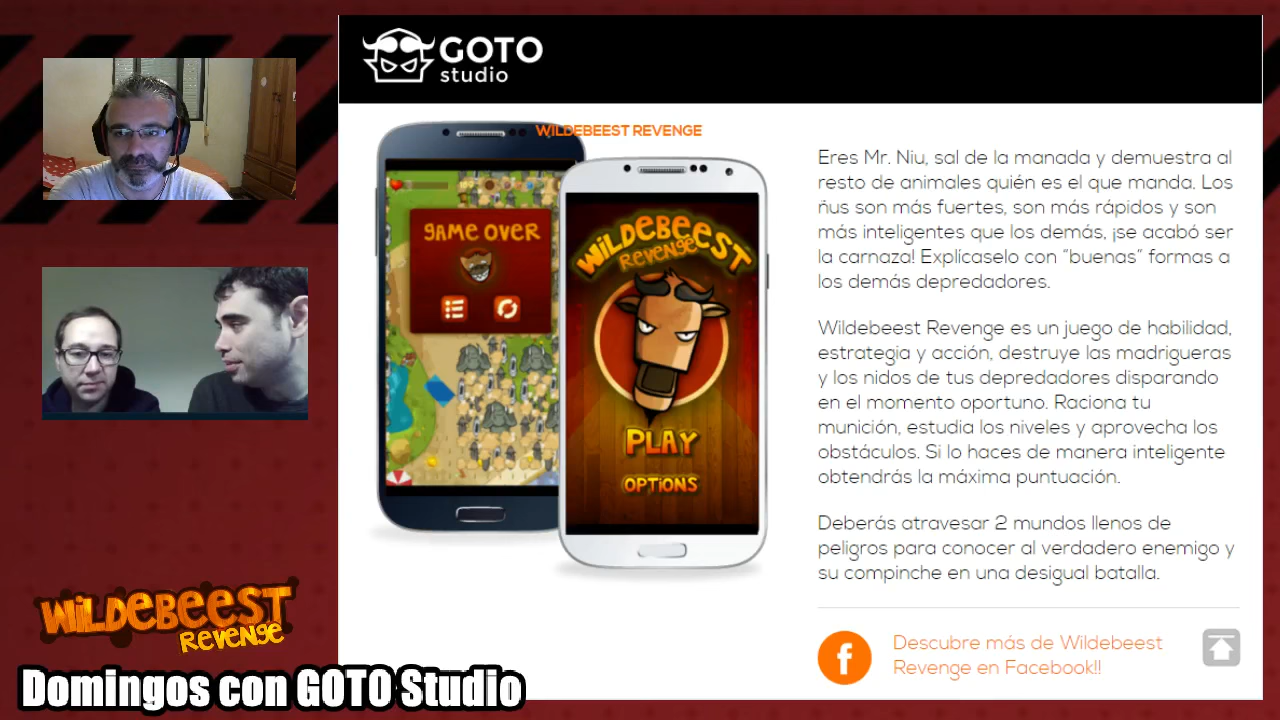 GOTO
studio
WILDEBEEST REVENGE
GAME OVER
WILDEBEEST
REVENGE
PLAY
OPTIONS
Eres Mr. Niu, sal de la manada y demuestra al
resto de animales quién es el que manda. Los
ñus son más fuertes, son más rápidos y son
más inteligentes que los demás, ¡se acabó ser
la carnaza! Explícaselo con "buenas" formas a
los demás depredadores.
Wildebeest Revenge es un juego de habilidad,
estrategia y acción, destruye las madrigueras
y los nidos de tus depredadores disparando
en el momento oportuno. Raciona tu
munición, estudia los niveles y aprovecha los
obstáculos. Si lo haces de manera inteligente
obtendrás la máxima puntuación.
Deberás atravesar 2 mundos llenos de
peligros para conocer al verdadero enemigo y
su compinche en una desigual batalla.
f
Descubre más de Wildebeest
Revenge en Facebook!!
WILDEBEEST
REVENGE
Domingos con GOTO Studio